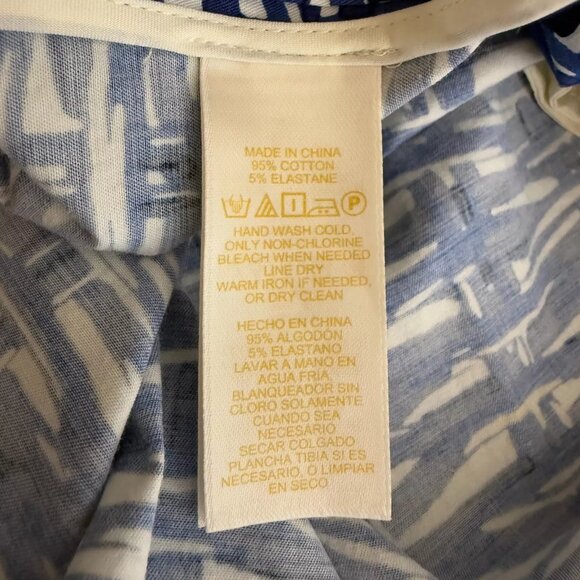 MADE IN CHINA
95% COTTON
5% ELASTANE
P
HAND WASH COLD,
ONLY NON-CHLORINE
BLEACH WHEN NEEDED
LINE DRY
WARM IRON IF NEEDED,
OR DRY CLEAN
HECHO EN CHINA
95% ALGODÓN
5% ELASTANO
LAVAR A MANO EN
AGUA FRIA,
BLANQUEADOR SIN
CLORO SOLAMENTE
CUANDO SEA
NECESARIO
SECAR COLGADO
PLANCHA TIBIA SI ES
NECESARIO, O LIMPIAR
EN SECO